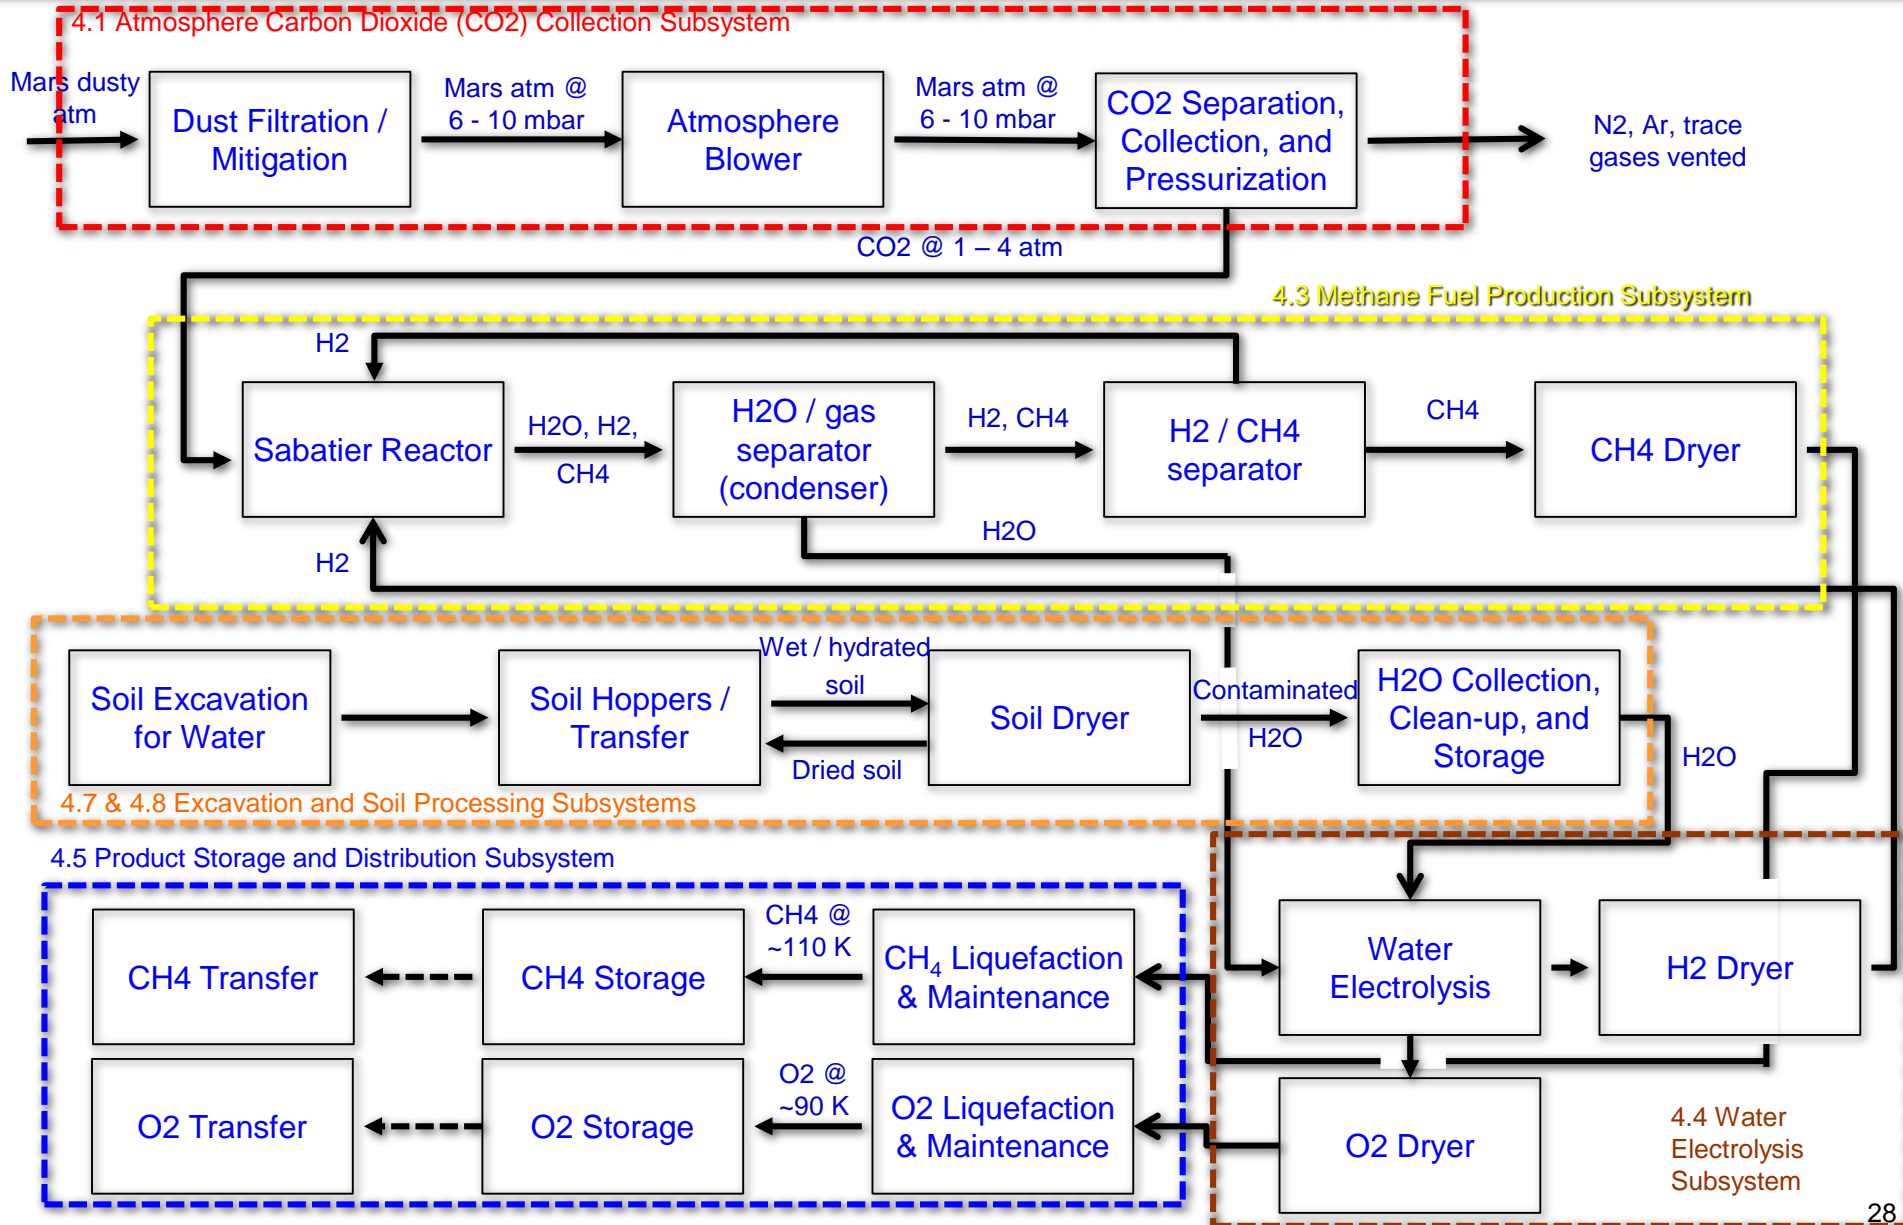 4.1 Atmosphere Carbon Dioxide (CO2) Collection Subsystem
Mars dusty
atm
Dust Filtration /
Mitigation
Mars atm @
6 - 10 mbar
Atmosphere
Blower
Mars atm @
6 - 10 mbar
CO2 Separation,
Collection, and
Pressurization
N2, Ar, trace
gases vented
CO2 @ 1 – 4 atm
4.3 Methane Fuel Production Subsystem
H2
Sabatier Reactor
H2O, H2,
CH4
H2O / gas
separator
(condenser)
H2, CH4
H2 / CH4
separator
CH4
CH4 Dryer
H2O
H2
Soil Excavation
for Water
Soil Hoppers /
Transfer
Wet / hydrated
soil
Dried soil
Soil Dryer
Contaminated
H2O
H2O Collection,
Clean-up, and
Storage
H2O
4.7 & 4.8 Excavation and Soil Processing Subsystems
4.5 Product Storage and Distribution Subsystem
CH4 Transfer
CH4 Storage
CH4 @
~110 K
CH₄ Liquefaction
& Maintenance
Water
Electrolysis
H2 Dryer
O2 Transfer
O2 Storage
O2 @
~90 K
O2 Liquefaction
& Maintenance
O2 Dryer
4.4 Water
Electrolysis
Subsystem
28